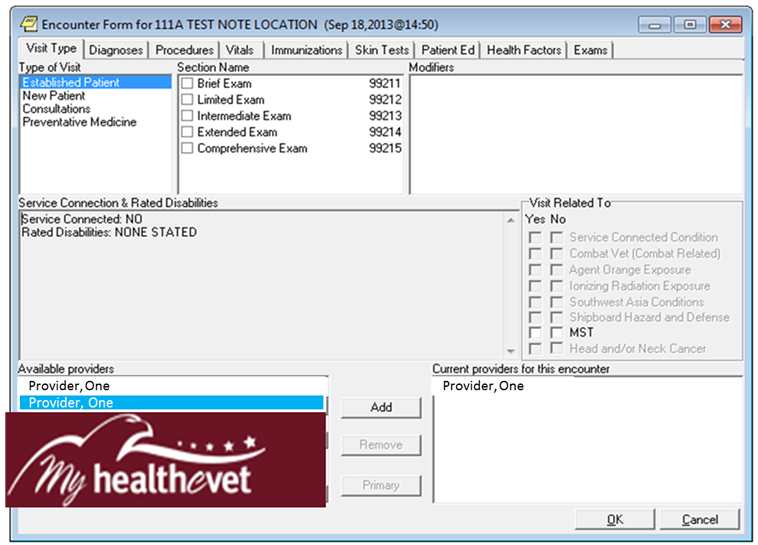 Encounter Form for 111A TEST NOTE LOCATION (Sep 18,2013@14:50)
Visit Type Diagnoses Procedures Vitals Immunizations Skin Tests Patient Ed Health Factors Exams
Type of Visit Section Name Modifiers
Established Patient Brief Exam 99211
New Patient Limited Exam 99212
Consultations Intermediate Exam 99213
Preventative Medicine Extended Exam 99214
Comprehensive Exam 99215
Service Connection & Rated Disabilities
Service Connected: NO
Rated Disabilities: NONE STATED
Visit Related To
Yes No
Service Connected Condition
Combat Vet (Combat Related)
Agent Orange Exposure
Ionizing Radiation Exposure
Southwest Asia Conditions
Shipboard Hazard and Defense
MST
Head and/or Neck Cancer
Available providers Current providers for this encounter
Provider, One Provider, One
Provider, One
Add
Remove
Primary
My healthevet
OK Cancel